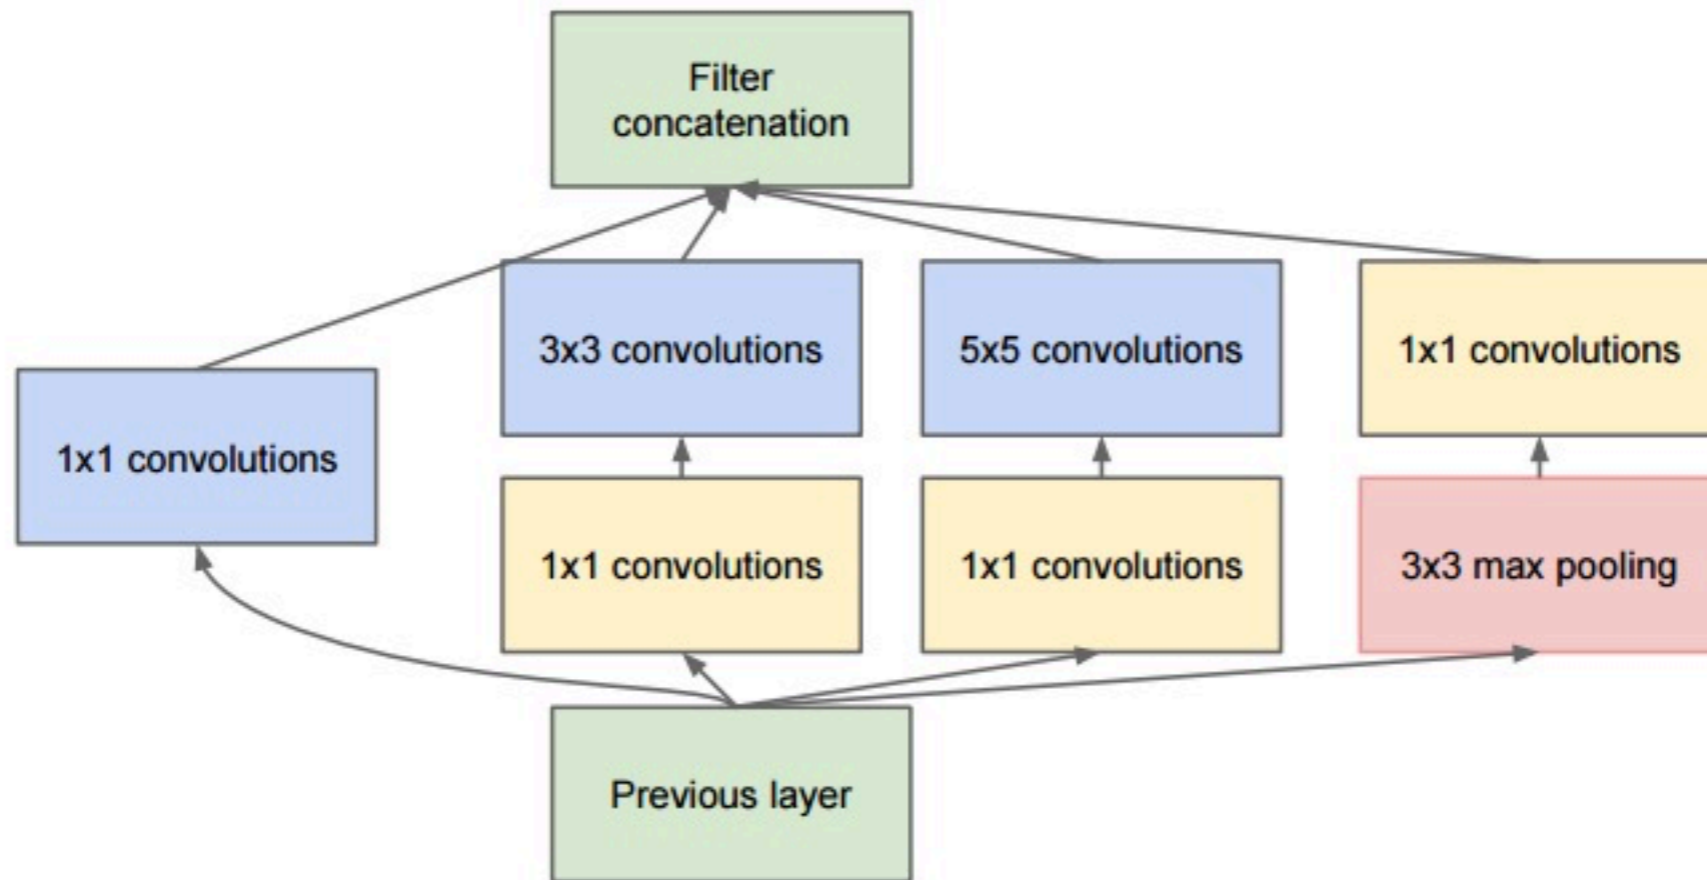 Filter
concatenation
3x3 convolutions
5x5 convolutions
1x1 convolutions
1x1 convolutions
1x1 convolutions
1x1 convolutions
3x3 max pooling
Previous layer